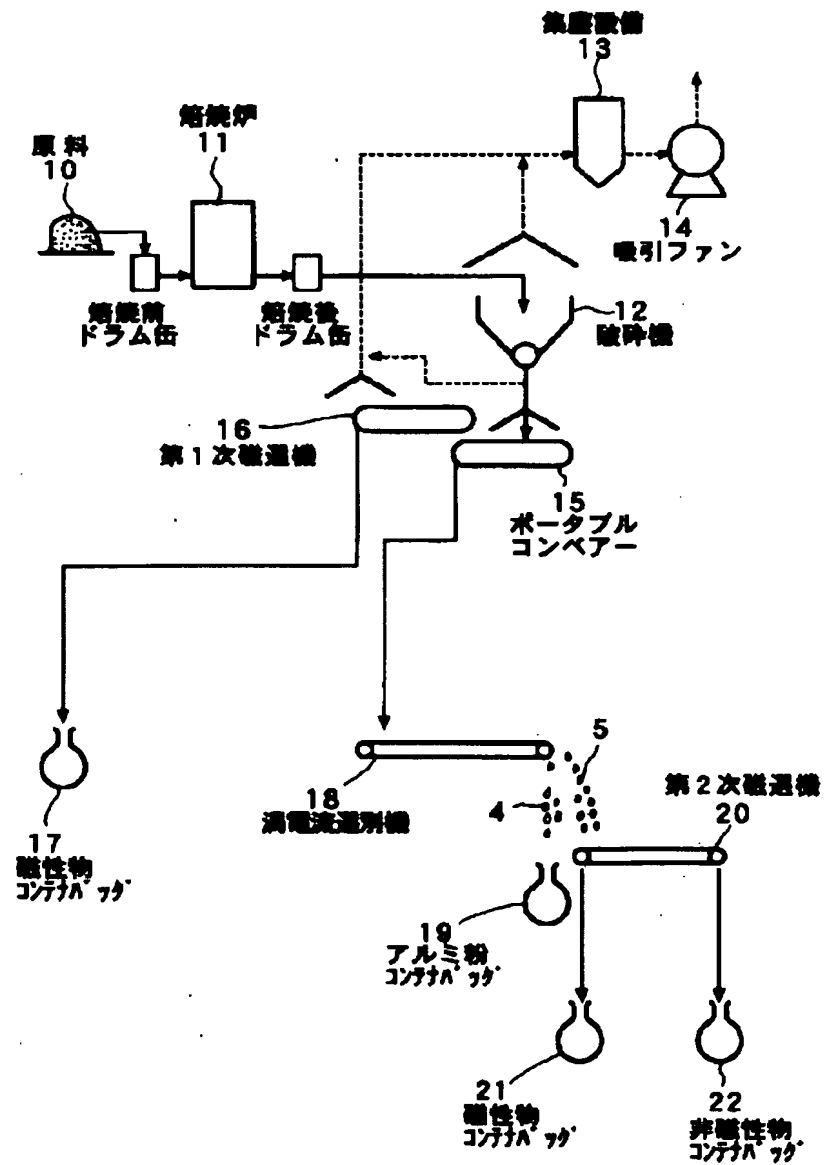 集塵設備
13
焙焼炉
11
原料
10
14
吸引ファン
焙焼前
ドラム缶
焙焼後
ドラム缶
12
破砕機
16
第1次磁選機
15
ポータブル
コンベアー
5
18
渦電流選別機
4
第2次磁選機
20
17
磁性物
コンテナバッグ
19
アルミ粉
コンテナバッグ
21
磁性物
コンテナバッグ
22
非磁性物
コンテナバッグ